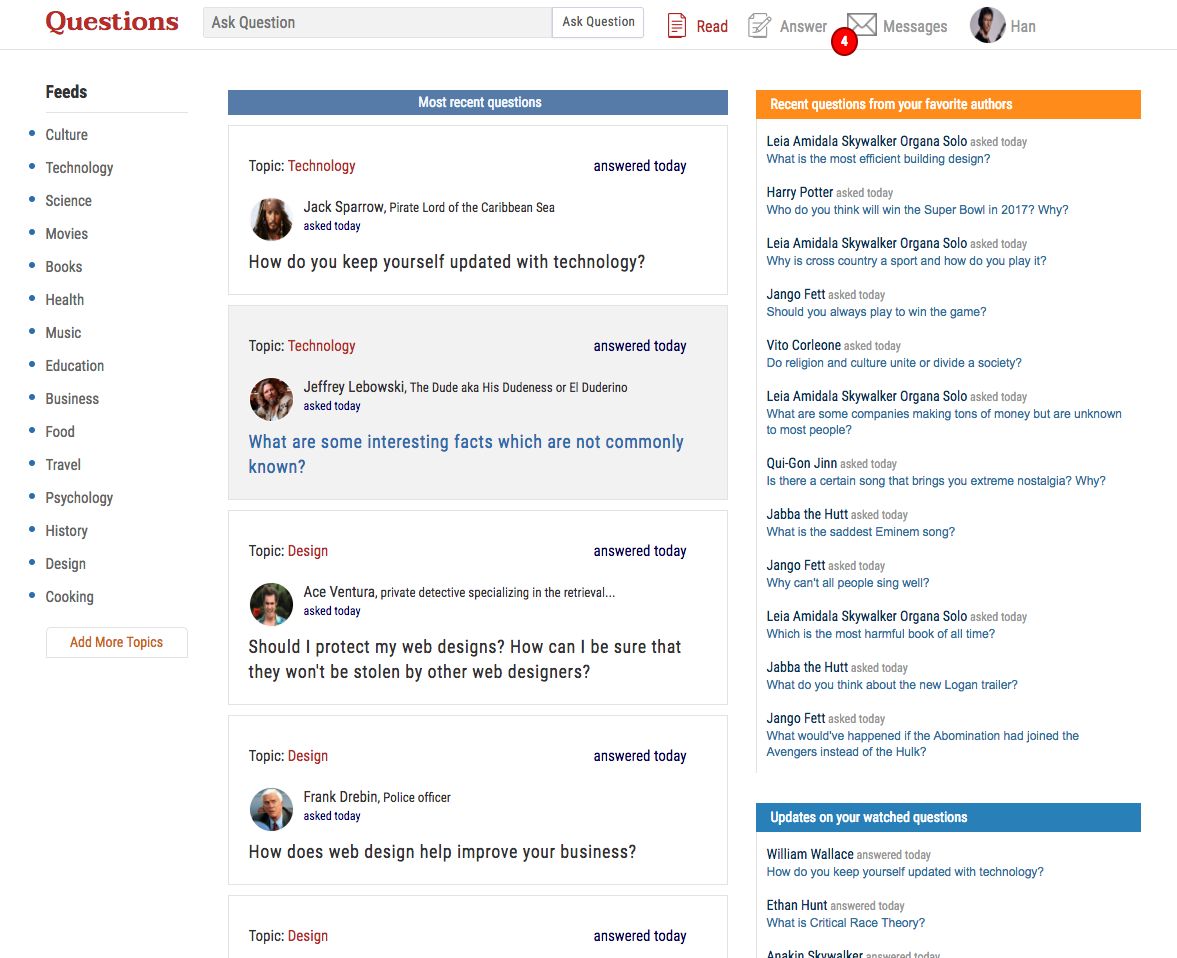 Questions
Ask Question
Ask Question
Read
Answer
4
Messages
Han
Feeds
Culture
Technology
Science
Movies
Books
Health
Music
Education
Business
Food
Travel
Psychology
History
Design
Cooking
Add More Topics
Most recent questions
Topic: Technology
answered today
Jack Sparrow, Pirate Lord of the Caribbean Sea
asked today
How do you keep yourself updated with technology?
Topic: Technology
answered today
Jeffrey Lebowski, The Dude aka His Dudeness or El Duderino
asked today
What are some interesting facts which are not commonly
known?
Topic: Design
answered today
Ace Ventura, private detective specializing in the retrieval...
asked today
Should I protect my web designs? How can I be sure that
they won't be stolen by other web designers?
Topic: Design
answered today
Frank Drebin, Police officer
asked today
How does web design help improve your business?
Topic: Design
answered today
Recent questions from your favorite authors
Leia Amidala Skywalker Organa Solo asked today
What is the most efficient building design?
Harry Potter asked today
Who do you think will win the Super Bowl in 2017? Why?
Leia Amidala Skywalker Organa Solo asked today
Why is cross country a sport and how do you play it?
Jango Fett asked today
Should you always play to win the game?
Vito Corleone asked today
Do religion and culture unite or divide a society?
Leia Amidala Skywalker Organa Solo asked today
What are some companies making tons of money but are unknown
to most people?
Qui-Gon Jinn asked today
Is there a certain song that brings you extreme nostalgia? Why?
Jabba the Hutt asked today
What is the saddest Eminem song?
Jango Fett asked today
Why can't all people sing well?
Leia Amidala Skywalker Organa Solo asked today
Which is the most harmful book of all time?
Jabba the Hutt asked today
What do you think about the new Logan trailer?
Jango Fett asked today
What would've happened if the Abomination had joined the
Avengers instead of the Hulk?
Updates on your watched questions
William Wallace answered today
How do you keep yourself updated with technology?
Ethan Hunt answered today
What is Critical Race Theory?
Anakin Skywalker answered today